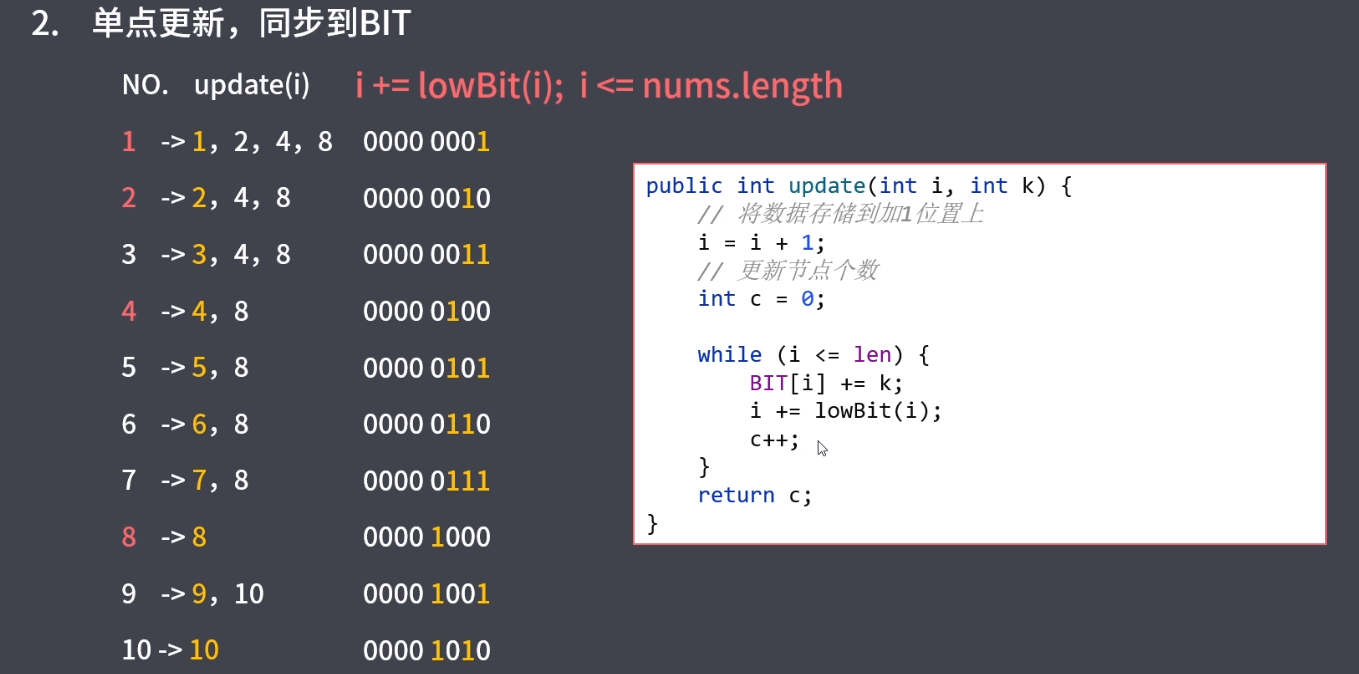 2. 单点更新，同步到BIT
NO. update(i) i += lowBit(i); i <= nums.length
1 -> 1，2，4，8 0000 0001
2 -> 2，4，8 0000 0010
3 -> 3，4，8 0000 0011
4 -> 4，8 0000 0100
5 -> 5，8 0000 0101
6 -> 6，8 0000 0110
7 -> 7，8 0000 0111
8 -> 8 0000 1000
9 -> 9，10 0000 1001
10 -> 10 0000 1010
public int update(int i, int k) {
// 将数据存储到加1位置上
i = i + 1;
// 更新节点个数
int c = 0;
while (i <= len) {
BIT[i] += k;
i += lowBit(i);
c++;
}
return c;
}